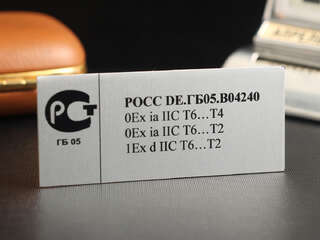 РОСС DE.ГБ05.В04240
0Ex ia IIC T6...T4
0Ex ia IIC T6...T2
1Ex d IIC T6...T2
РСТ
ГБ 05